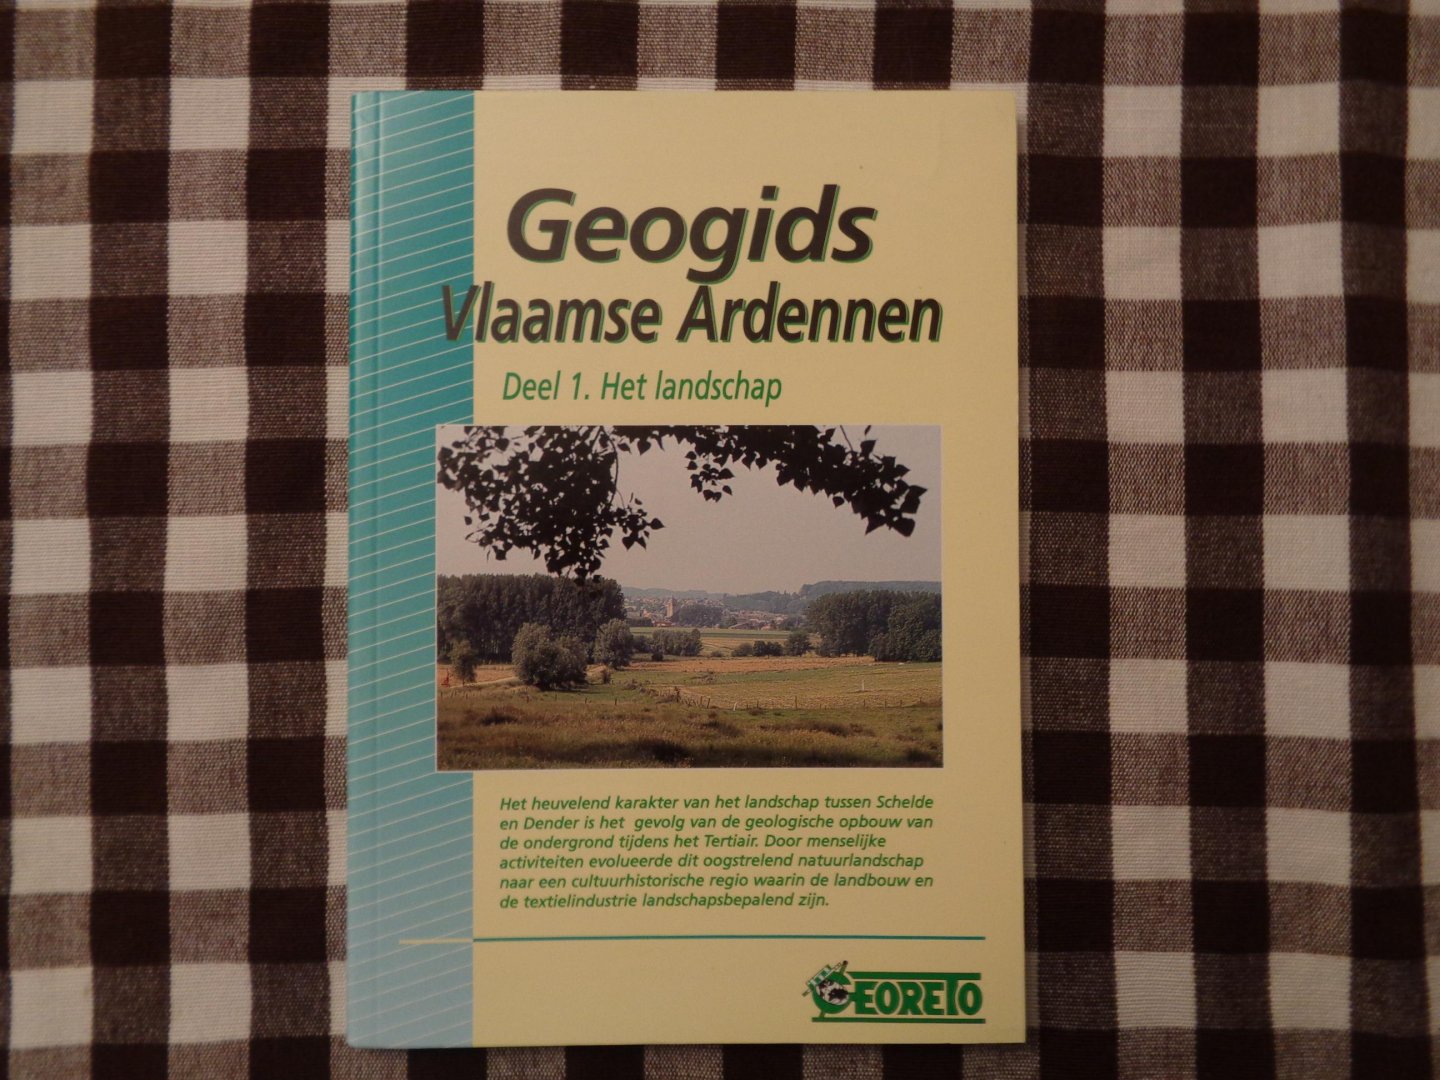 Geogids
Vlaamse Ardennen
Deel 1. Het landschap
Het heuvelend karakter van het landschap tussen Schelde
en Dender is het gevolg van de geologische opbouw van
de ondergrond tijdens het Tertiair. Door menselijke
activiteiten evolueerde dit oogstrelend natuurlandschap
naar een cultuurhistorische regio waarin de landbouw en
de textielindustrie landschapsbepalend zijn.
GEORETO